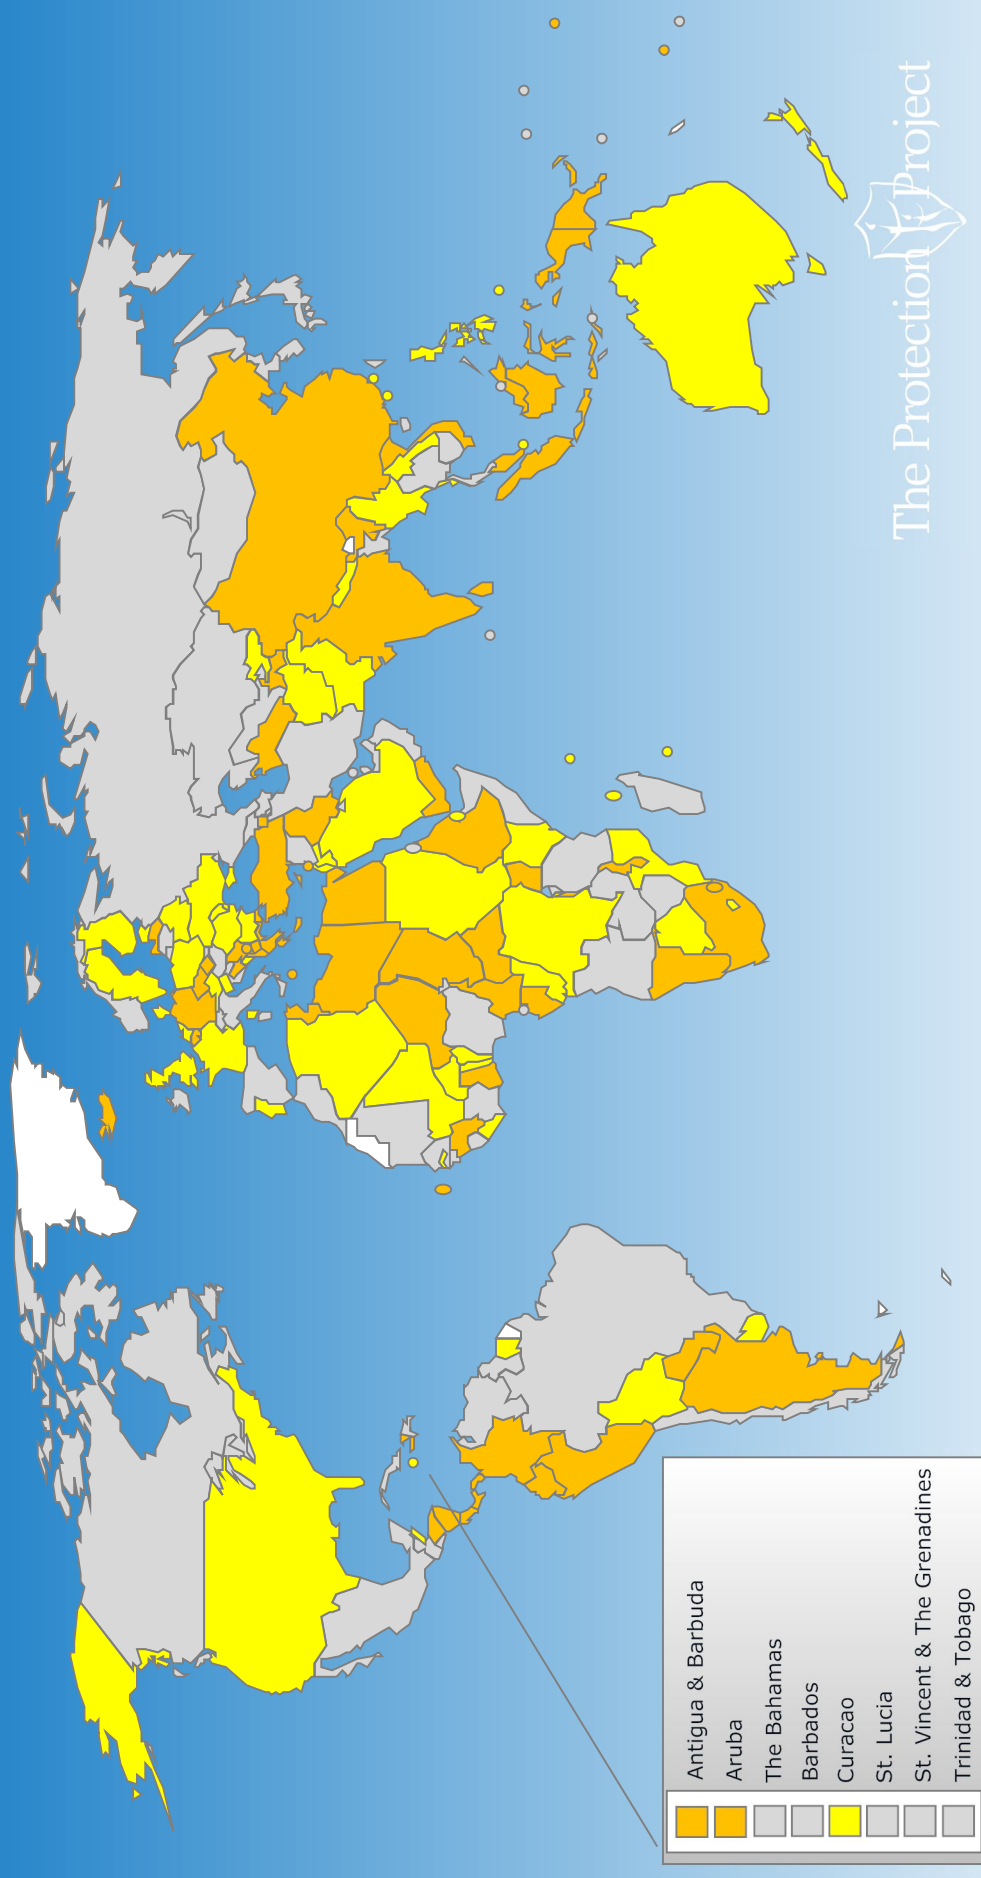 The Protection Project
Antigua & Barbuda
Aruba
The Bahamas
Barbados
Curacao
St. Lucia
St. Vincent & The Grenadines
Trinidad & Tobago